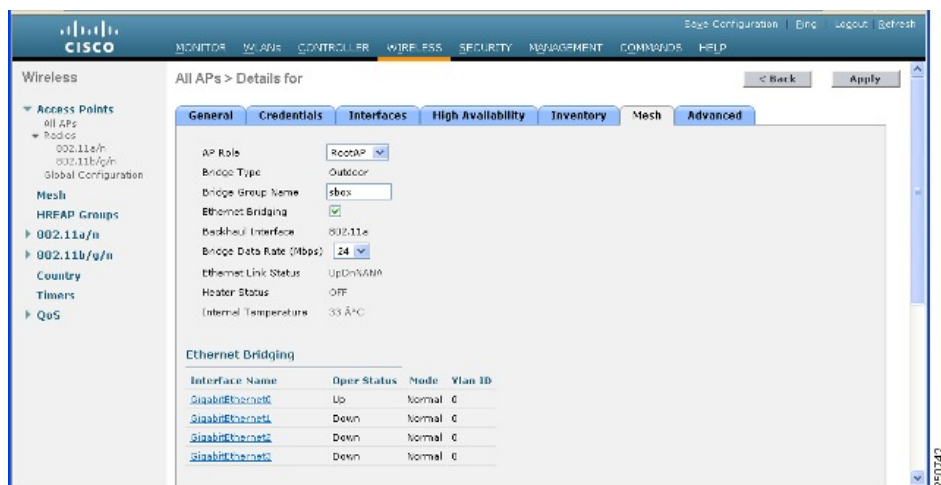 Save Configuration | Ping | Logout | Refresh
CISCO
MONITOR WLANs CONTROLLER WIRELESS SECURITY MANAGEMENT COMMANDS HELP
Wireless
All APs > Details for
< Back
Apply
Access Points
All APs
Radios
802.11a/n
802.11b/g/n
Global Configuration
Mesh
HREAP Groups
802.11a/n
802.11b/g/n
Country
Timers
QoS
General Credentials Interfaces High Availability Inventory Mesh Advanced
AP Role RootAP
Bridge Type Outdoor
Bridge Group Name sbox
Ethernet Bridging
Backhaul Interface 802.11a
Bridge Data Rate (Mbps) 24
Ethernet Link Status UpDnNANA
Heater Status OFF
Internal Temperature 33 Â°C
Ethernet Bridging
Interface Name Oper Status Mode Vlan ID
GigabitEthernet0 Up Normal 0
GigabitEthernet1 Down Normal 0
GigabitEthernet2 Down Normal 0
GigabitEthernet3 Down Normal 0